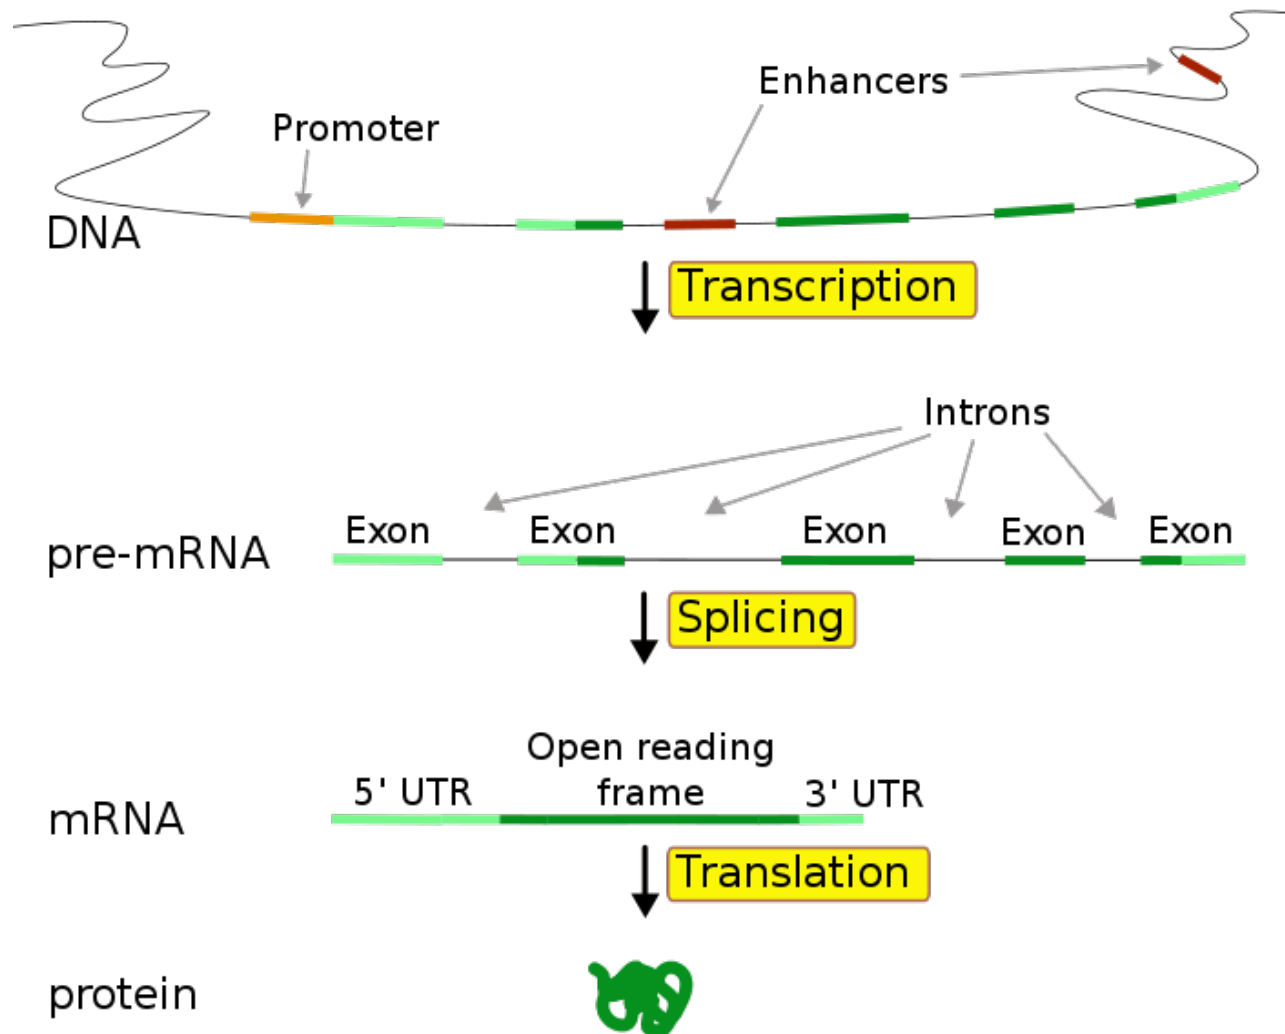 Enhancers
Promoter
DNA
Transcription
Introns
Exon Exon Exon Exon Exon
pre-mRNA
Splicing
Open reading
5' UTR frame 3' UTR
mRNA
Translation
protein